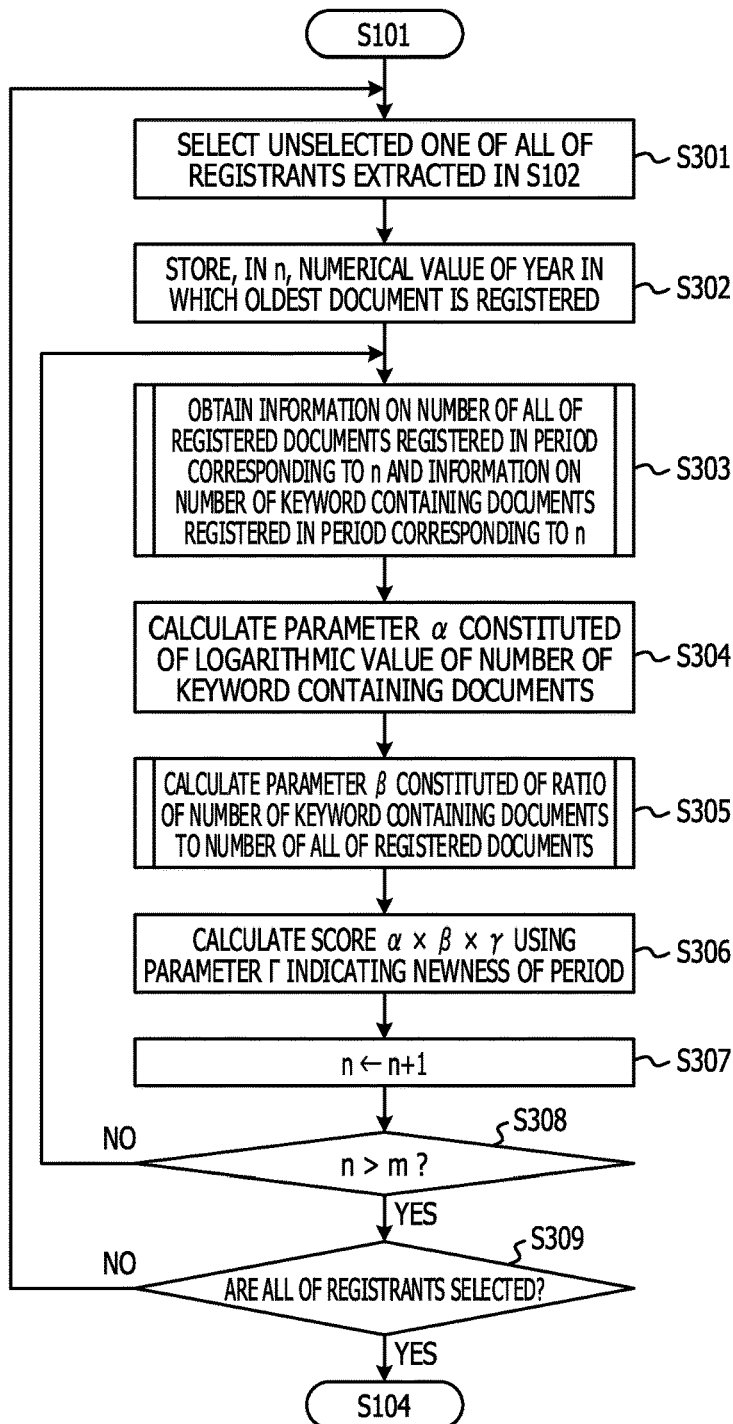 S101
SELECT UNSELECTED ONE OF ALL OF
REGISTRANTS EXTRACTED IN S102
S301
STORE, IN n, NUMERICAL VALUE OF YEAR IN
WHICH OLDEST DOCUMENT IS REGISTERED
S302
OBTAIN INFORMATION ON NUMBER OF ALL OF
REGISTERED DOCUMENTS REGISTERED IN PERIOD
CORRESPONDING TO n AND INFORMATION ON
NUMBER OF KEYWORD CONTAINING DOCUMENTS
REGISTERED IN PERIOD CORRESPONDING TO n
S303
CALCULATE PARAMETER α CONSTITUTED
OF LOGARITHMIC VALUE OF NUMBER OF
KEYWORD CONTAINING DOCUMENTS
S304
CALCULATE PARAMETER β CONSTITUTED OF RATIO
OF NUMBER OF KEYWORD CONTAINING DOCUMENTS
TO NUMBER OF ALL OF REGISTERED DOCUMENTS
S305
CALCULATE SCORE α × β × γ USING
PARAMETER Γ INDICATING NEWNESS OF PERIOD
S306
n ← n+1
S307
S308
NO
n > m ?
YES
S309
NO
ARE ALL OF REGISTRANTS SELECTED?
YES
S104